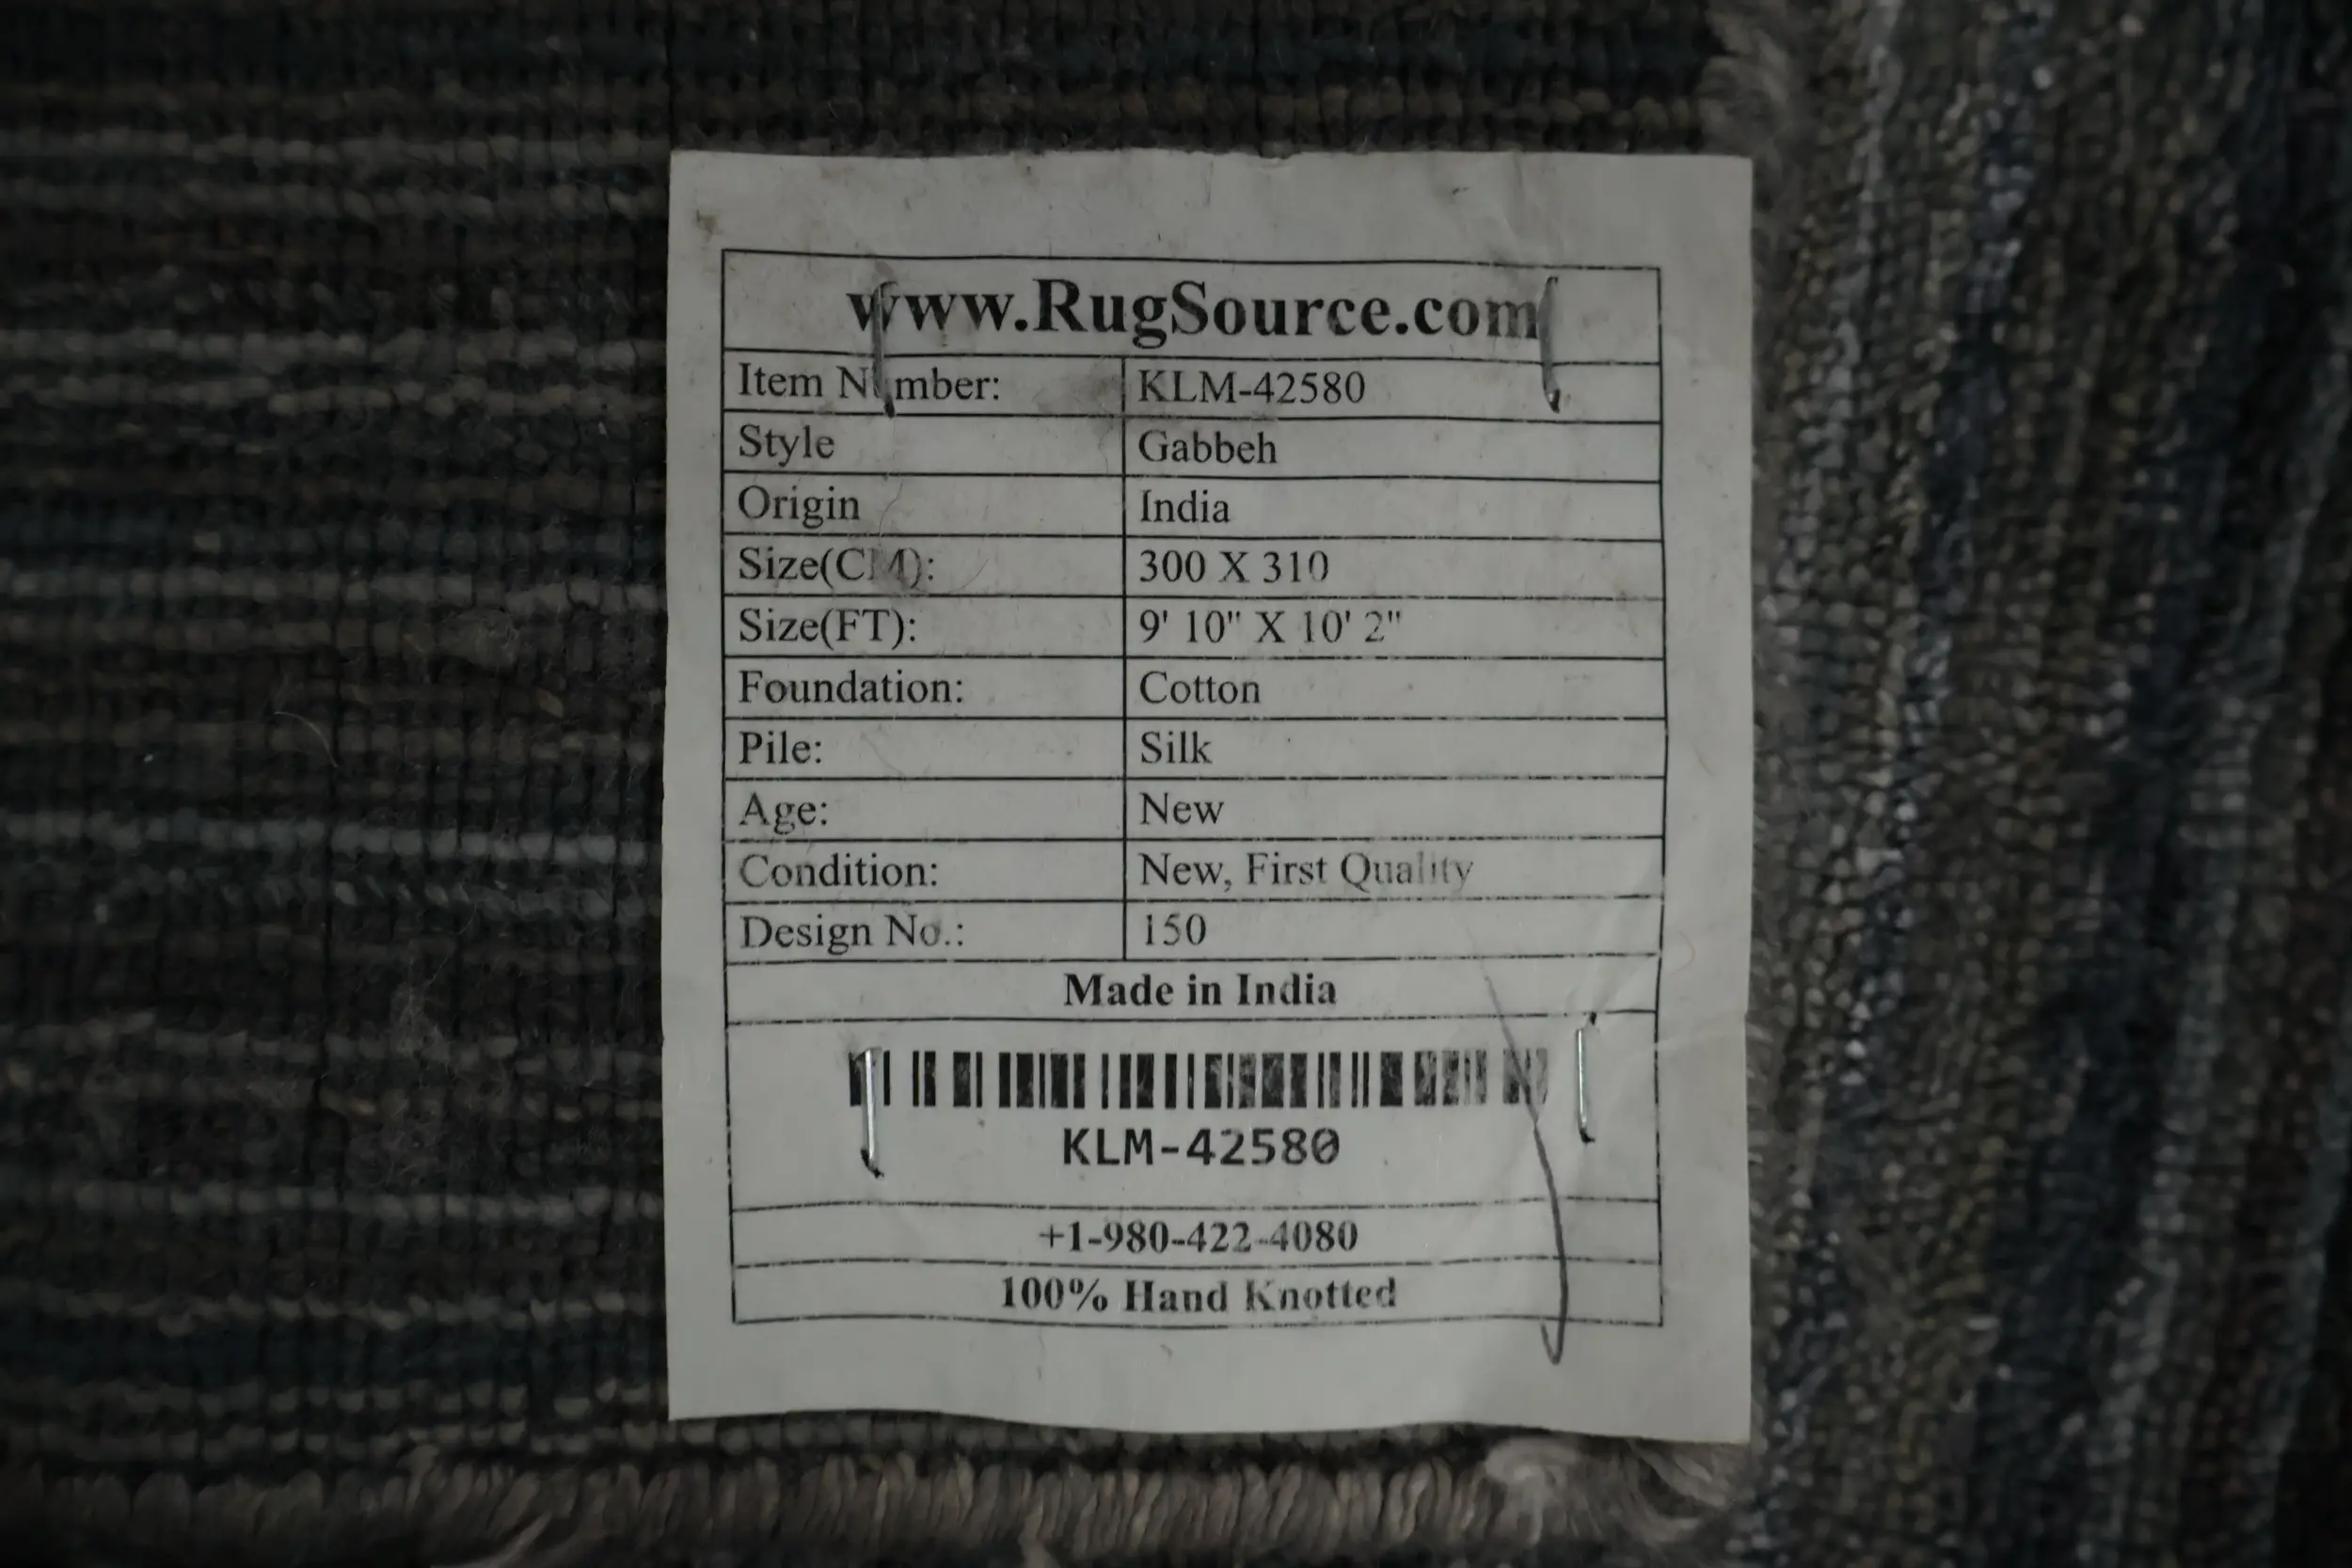 www.RugSource.com
Item Number: KLM-42580
Style Gabbeh
Origin India
Size(CM): 300 X 310
Size(FT): 9' 10" X 10' 2"
Foundation: Cotton
Pile: Silk
Age: New
Condition: New, First Quality
Design No.: 150
Made in India
KLM-42580
+1-980-422-4080
100% Hand Knotted